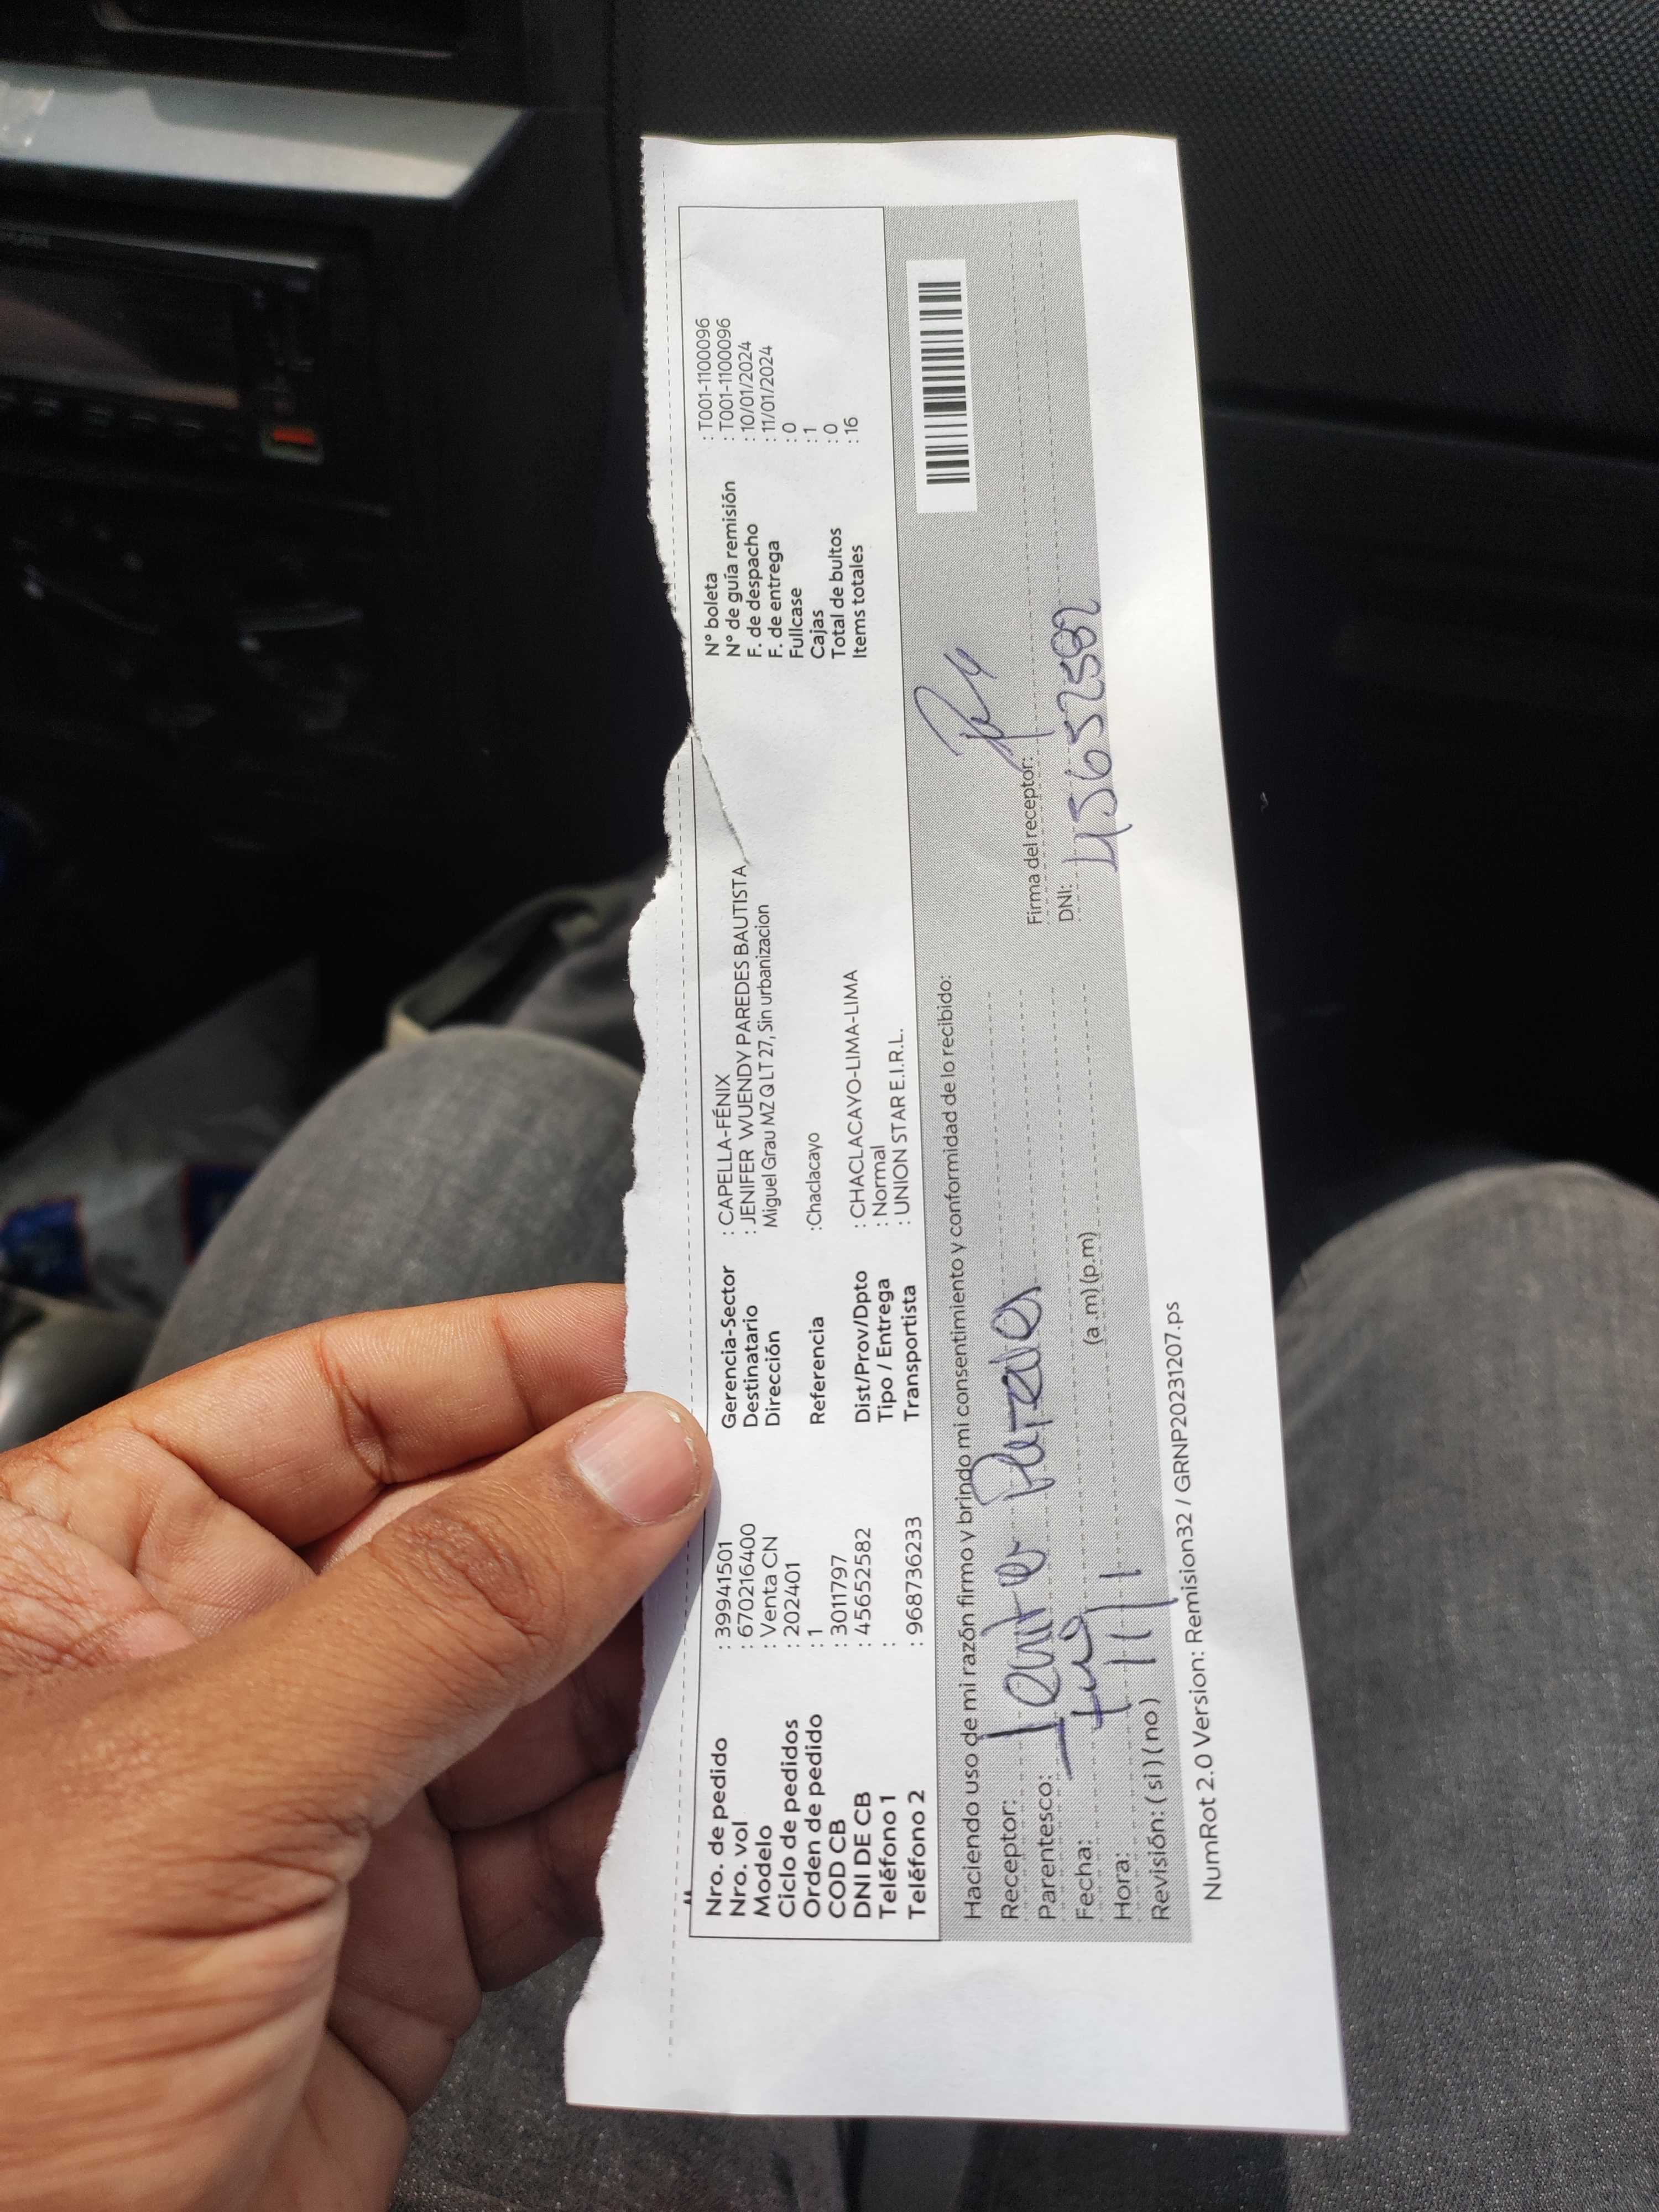 Nro. de pedido : 39941501 Gerencia-Sector : CAPELLA-FÉNIX N° boleta : T001-1100096
Nro. vol : 670216400 Destinatario : JENIFER WUENDY PAREDES BAUTISTA N° de guía remisión : T001-1100096
Modelo : Venta CN Dirección Miguel Grau MZ Q LT 27, Sin urbanizacion F. de despacho : 10/01/2024
Ciclo de pedidos : 202401 F. de entrega : 11/01/2024
Orden de pedido : 1 Referencia :Chaclacayo Fullcase : 0
COD CB : 3011797 Cajas : 1
DNI DE CB : 45652582 Dist/Prov/Dpto : CHACLACAYO-LIMA-LIMA Total de bultos : 0
Teléfono 1 : Tipo / Entrega : Normal Items totales : 16
Teléfono 2 : 968736233 Transportista : UNION STAR E.I.R.L.
Haciendo uso de mi razón firmo y brindo mi consentimiento y conformidad de lo recibido:
Receptor: Paredes
Parentesco: Firma del receptor:
Fecha: DNI: 45652582
Hora: (a .m) (p.m)
Revisión: ( si ) ( no )
NumRot 2.0 Version: Remision32 / GRNP20231207.ps